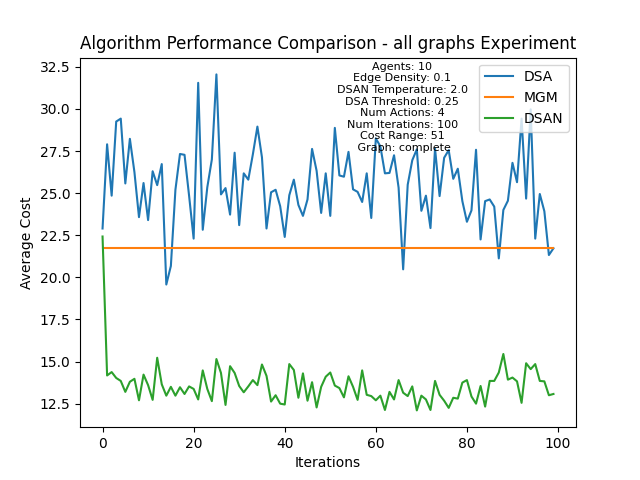 Algorithm Performance Comparison - all graphs Experiment
Agents: 10
Edge Density: 0.1
DSAN Temperature: 2.0
DSA Threshold: 0.25
Num Actions: 4
Num Iterations: 100
Cost Range: 51
Graph: complete
DSA
MGM
DSAN
Average Cost
32.5
30.0
27.5
25.0
22.5
20.0
17.5
15.0
12.5
0
20
40
60
80
100
Iterations